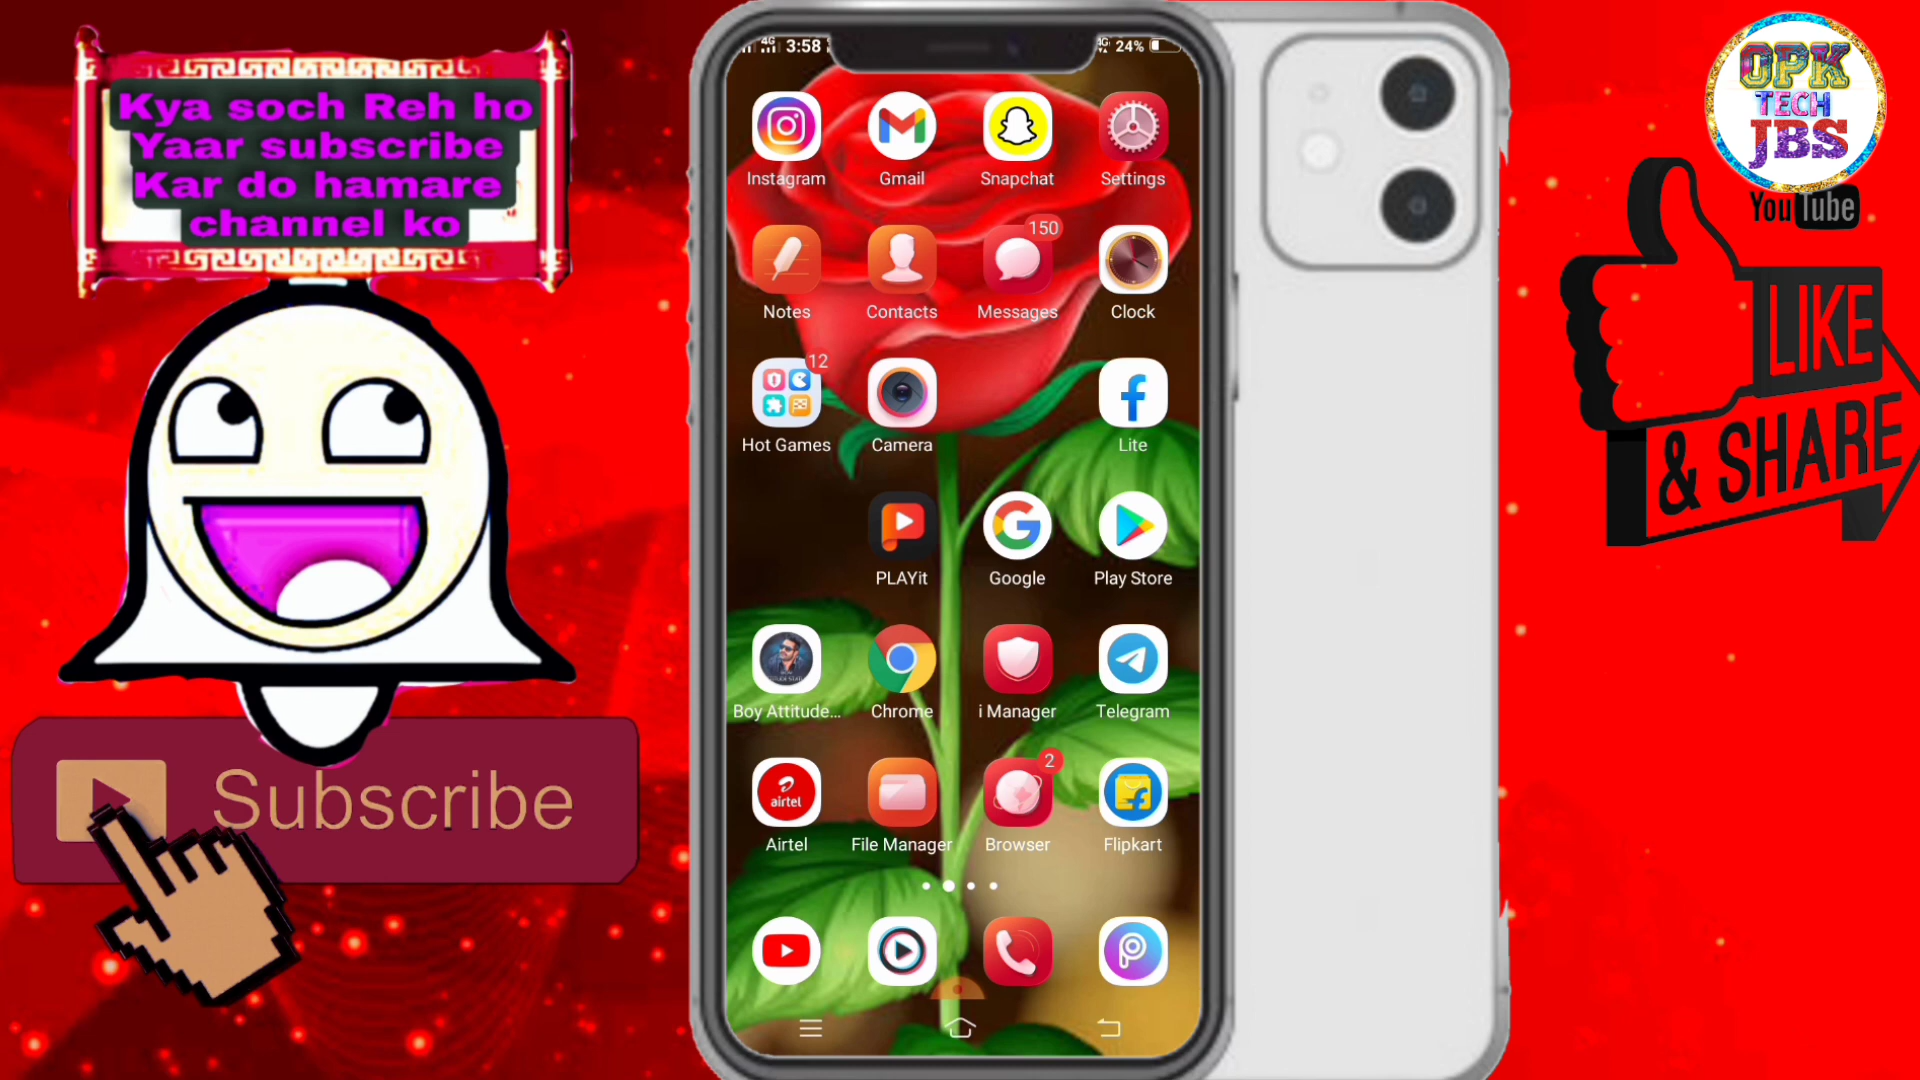 Kya soch Reh ho
Yaar subscribe
Kar do hamare
channel ko
Subscribe
4G 3:58
4G 24%
Instagram
Gmail
Snapchat
Settings
150
Notes
Contacts
Messages
Clock
12
Hot Games
Camera
Lite
PLAYit
Google
Play Store
Boy Attitude...
Chrome
i Manager
Telegram
airtel
2
Airtel
File Manager
Browser
Flipkart
OPK
TECH
JBS
YouTube
LIKE
& SHARE